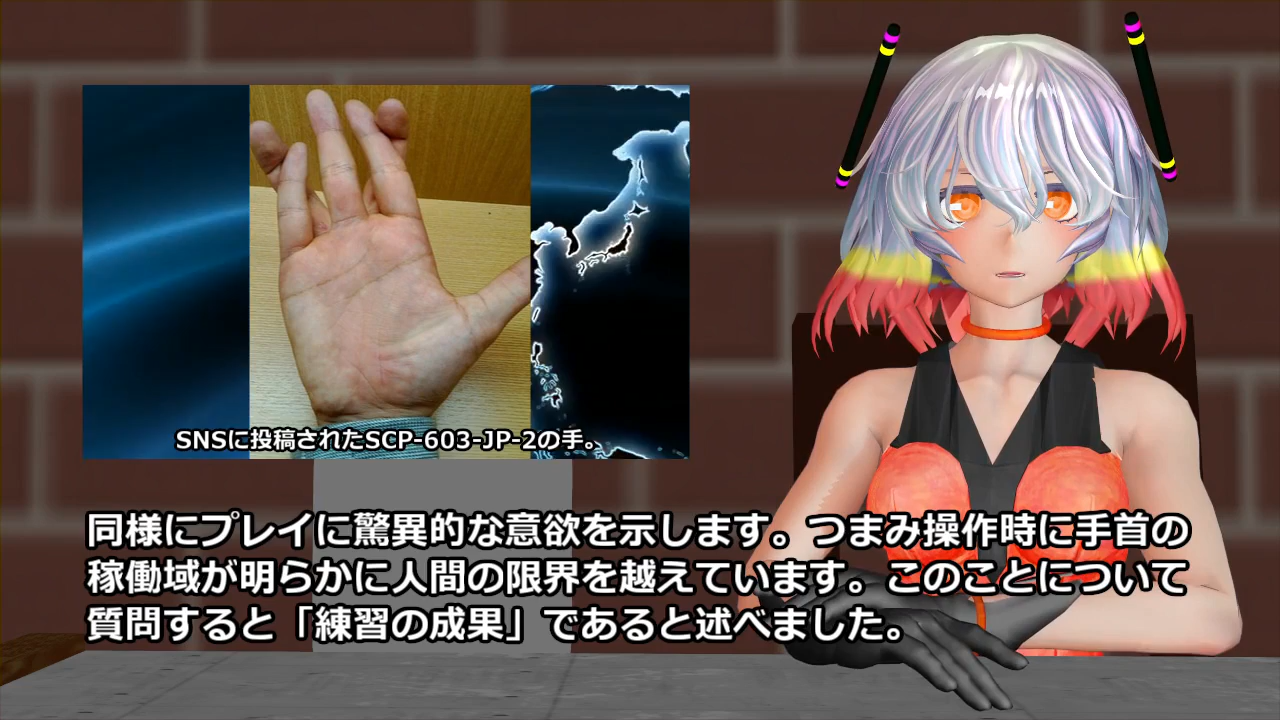 SNSに投稿されたSCP-603-JP-2の手。
同様にプレイに驚異的な意欲を示します。つまみ操作時に手首の
稼働域が明らかに人間の限界を越えています。このことについて
質問すると「練習の成果」であると述べました。